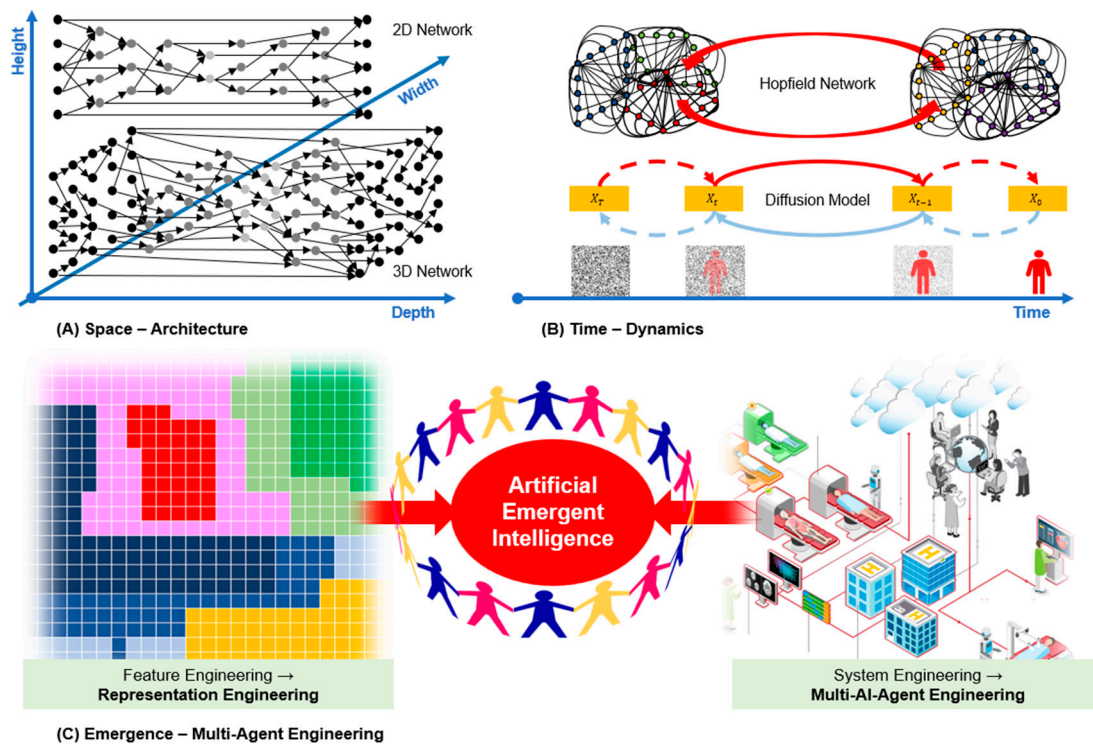 Height
2D Network
Width
3D Network
Depth
(A) Space – Architecture
Hopfield Network
X_T
X_t
Diffusion Model
X_{t−1}
X_0
Time
(B) Time – Dynamics
Artificial
Emergent
Intelligence
H
H
H
Feature Engineering →
Representation Engineering
System Engineering →
Multi-AI-Agent Engineering
(C) Emergence – Multi-Agent Engineering